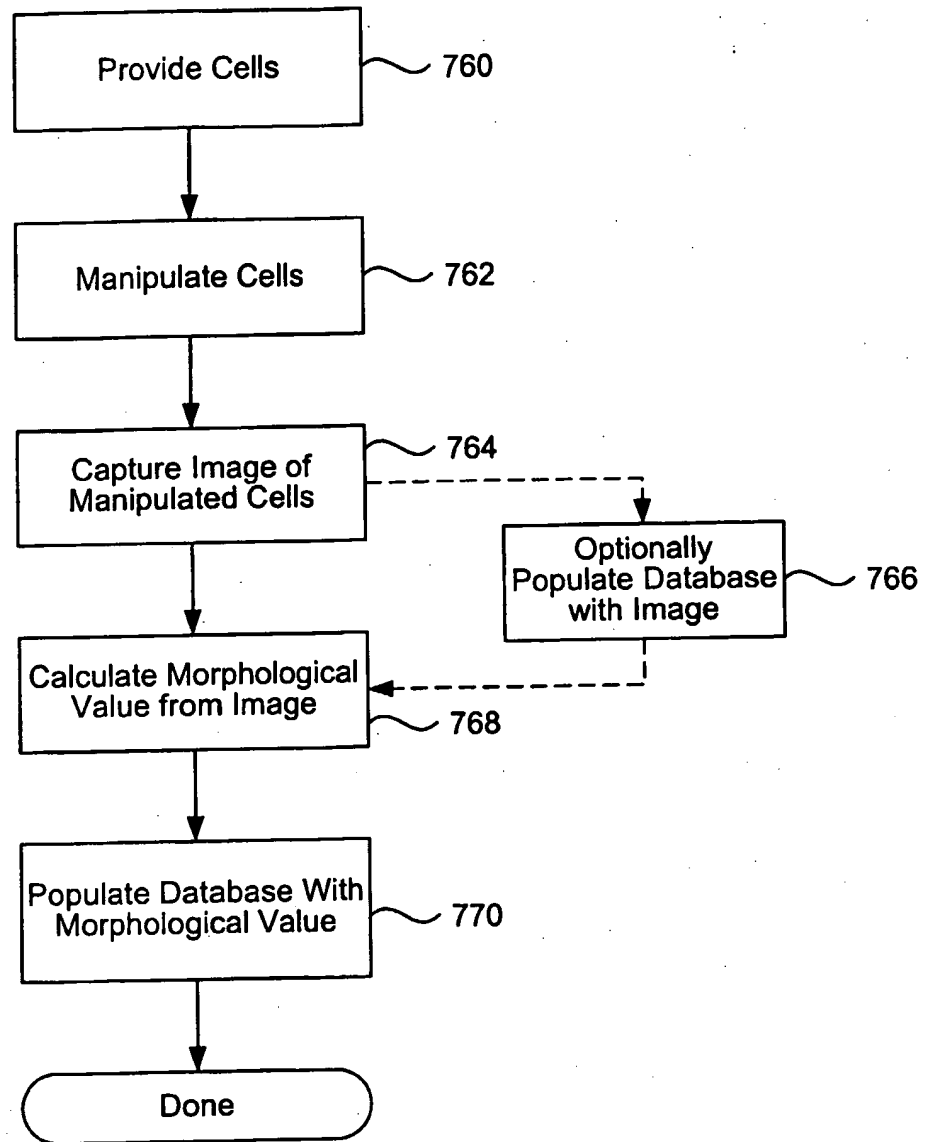 Provide Cells
760
Manipulate Cells
762
Capture Image of
Manipulated Cells
764
Optionally
Populate Database
with Image
766
Calculate Morphological
Value from Image
768
Populate Database With
Morphological Value
770
Done